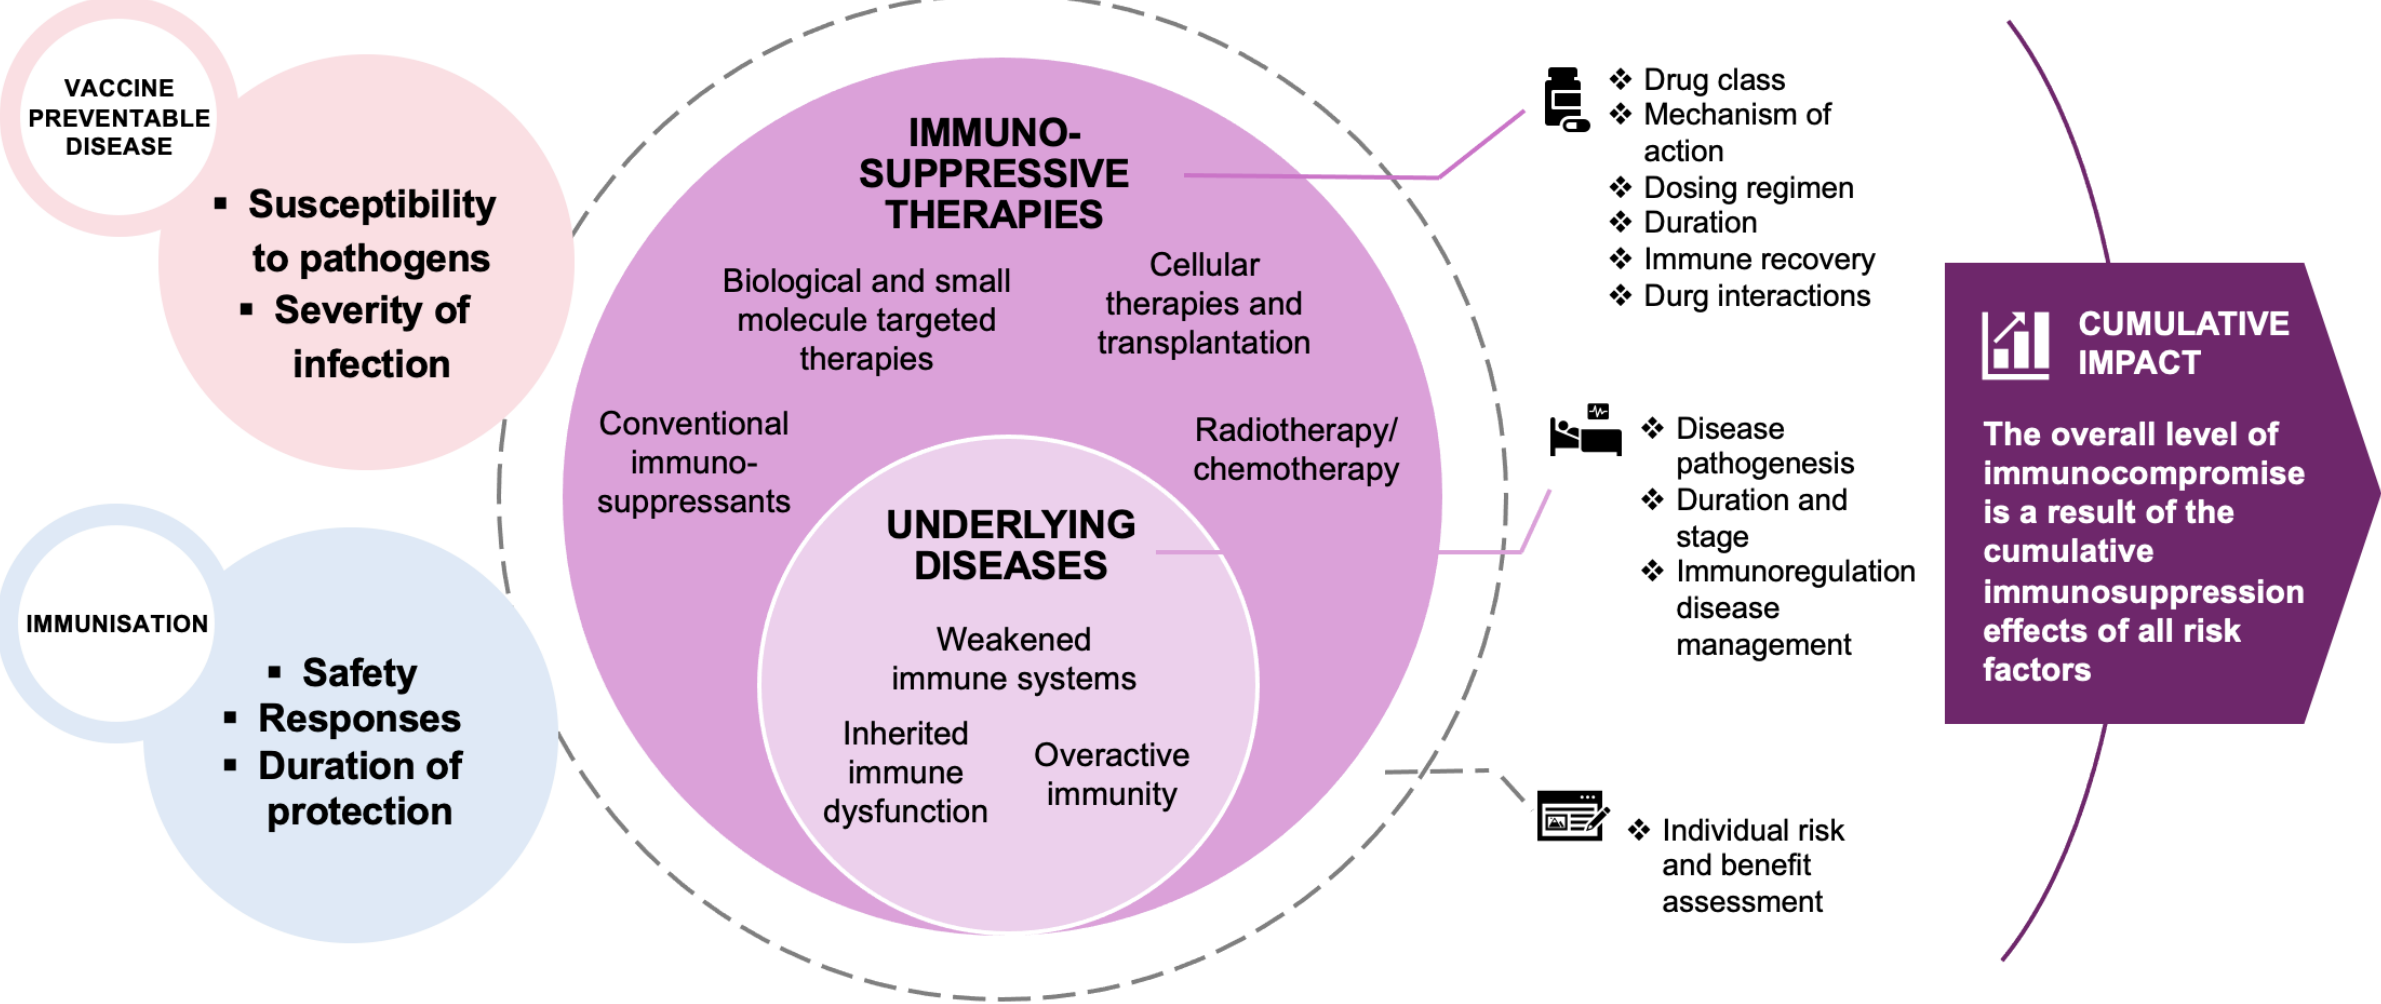 VACCINE
PREVENTABLE
DISEASE
▪ Susceptibility
to pathogens
▪ Severity of
infection
IMMUNISATION
▪ Safety
▪ Responses
▪ Duration of
protection
IMMUNO-
SUPPRESSIVE
THERAPIES
Biological and small
molecule targeted
therapies
Cellular
therapies and
transplantation
Conventional
immuno-
suppressants
Radiotherapy/
chemotherapy
UNDERLYING
DISEASES
Weakened
immune systems
Inherited
immune
dysfunction
Overactive
immunity
❖ Drug class
❖ Mechanism of
action
❖ Dosing regimen
❖ Duration
❖ Immune recovery
❖ Durg interactions
❖ Disease
pathogenesis
❖ Duration and
stage
❖ Immunoregulation
disease
management
❖ Individual risk
and benefit
assessment
CUMULATIVE
IMPACT
The overall level of
immunocompromise
is a result of the
cumulative
immunosuppression
effects of all risk
factors